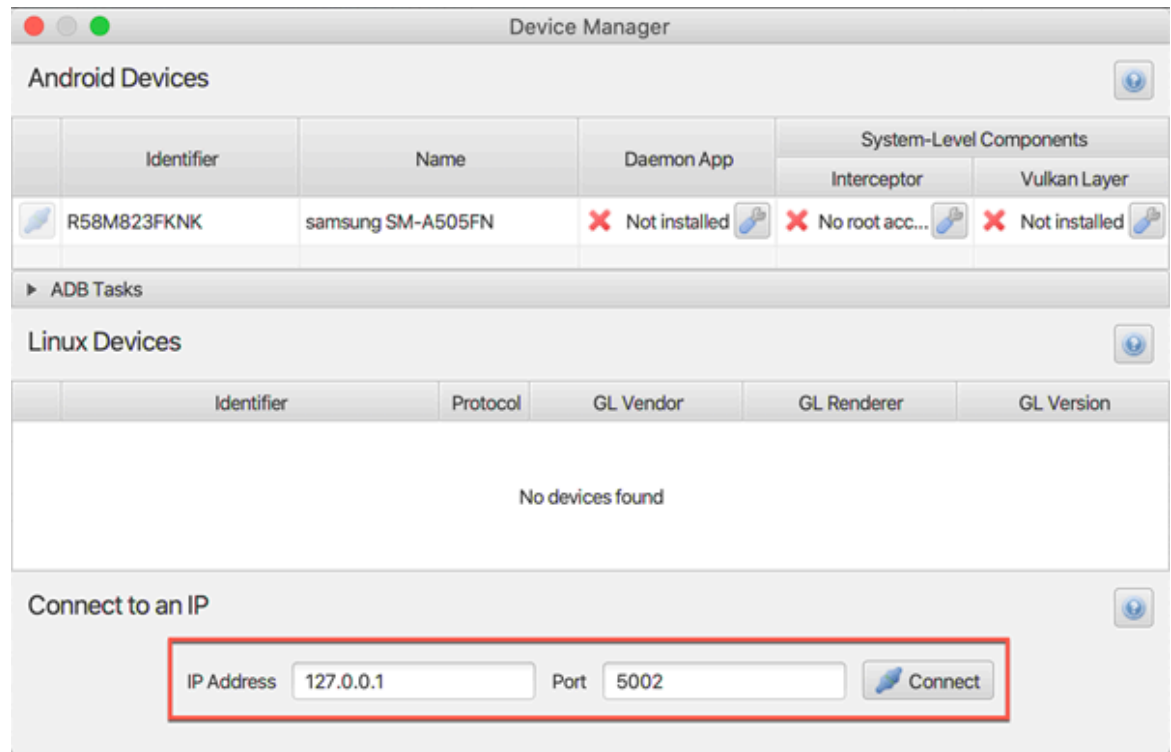 Device Manager
Android Devices
System-Level Components
Identifier Name Daemon App
Interceptor Vulkan Layer
R58M823FKNK samsung SM-A505FN Not installed No root acc... Not installed
ADB Tasks
Linux Devices
Identifier Protocol GL Vendor GL Renderer GL Version
No devices found
Connect to an IP
IP Address 127.0.0.1 Port 5002 Connect